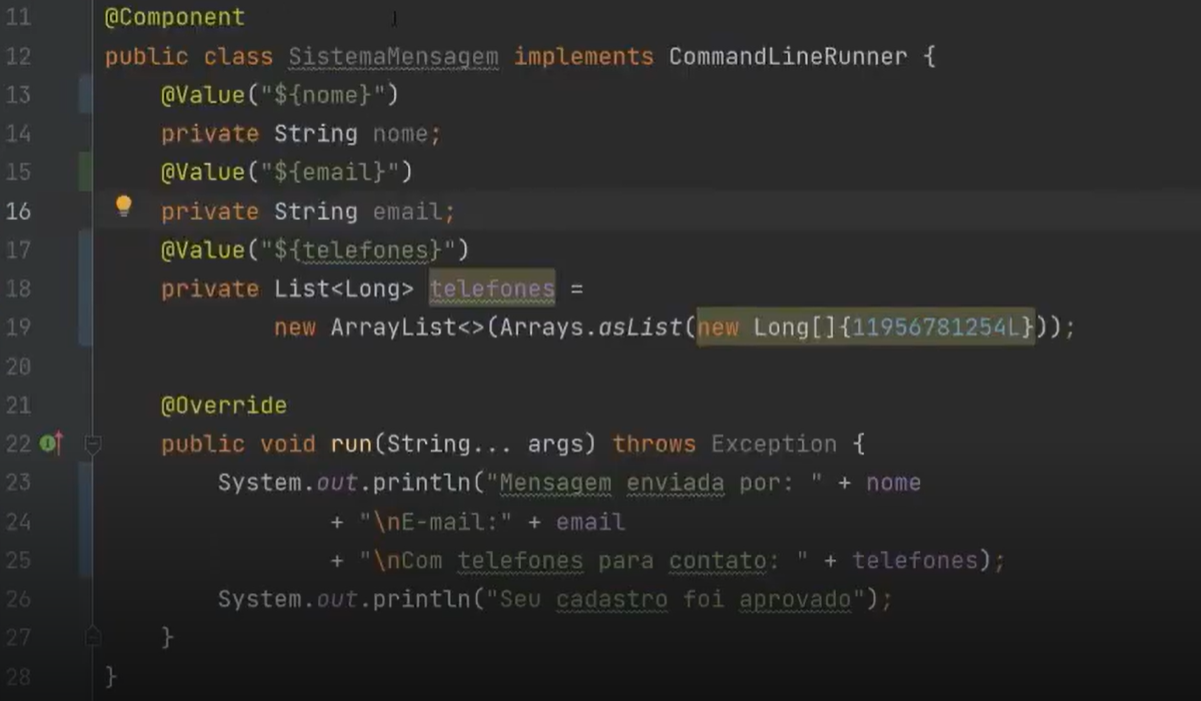 11 @Component
12 public class SistemaMensagem implements CommandLineRunner {
13     @Value("${nome}")
14     private String nome;
15     @Value("${email}")
16     private String email;
17     @Value("${telefones}")
18     private List<Long> telefones =
19             new ArrayList<>(Arrays.asList(new Long[]{11956781254L}));
20
21     @Override
22     public void run(String... args) throws Exception {
23         System.out.println("Mensagem enviada por: " + nome
24                 + "\nE-mail:" + email
25                 + "\nCom telefones para contato: " + telefones);
26         System.out.println("Seu cadastro foi aprovado");
27     }
28 }